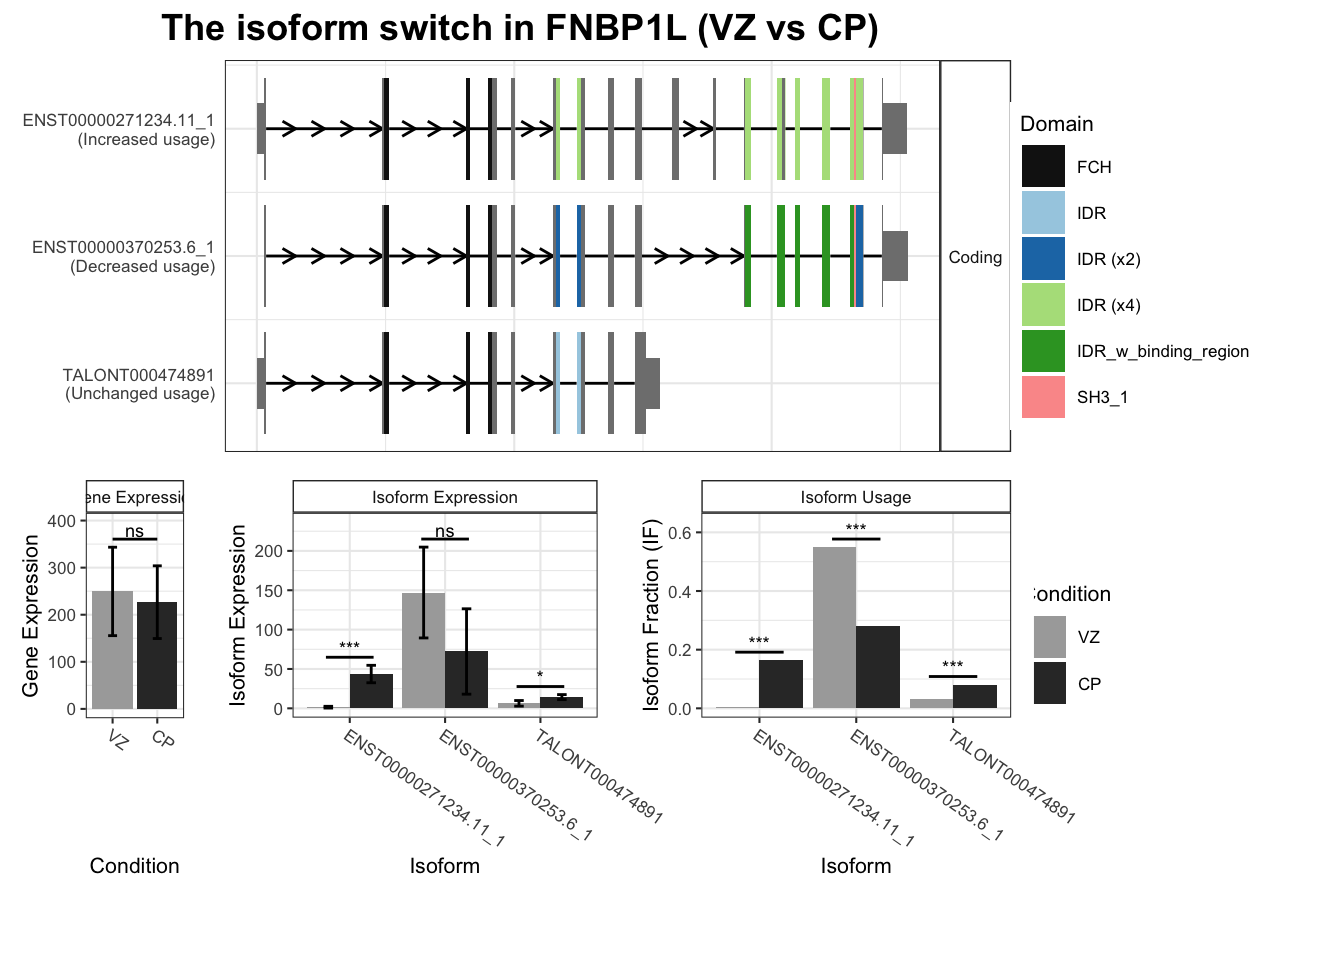 The isoform switch in FNBP1L (VZ vs CP)
ENST00000271234.11_1
(Increased usage)
ENST00000370253.6_1
(Decreased usage)
TALONT000474891
(Unchanged usage)
Coding
Domain
FCH
IDR
IDR (x2)
IDR (x4)
IDR_w_binding_region
SH3_1
ene Expressi
Gene Expression
400
300
200
100
0
ns
VZ
CP
Condition
Isoform Expression
Isoform Expression
200
150
100
50
0
***
ns
*
ENST00000271234.11_1
ENST00000370253.6_1
TALONT000474891
Isoform
Isoform Usage
Isoform Fraction (IF)
0.6
0.4
0.2
0.0
***
***
***
ENST00000271234.11_1
ENST00000370253.6_1
TALONT000474891
Isoform
ondition
VZ
CP